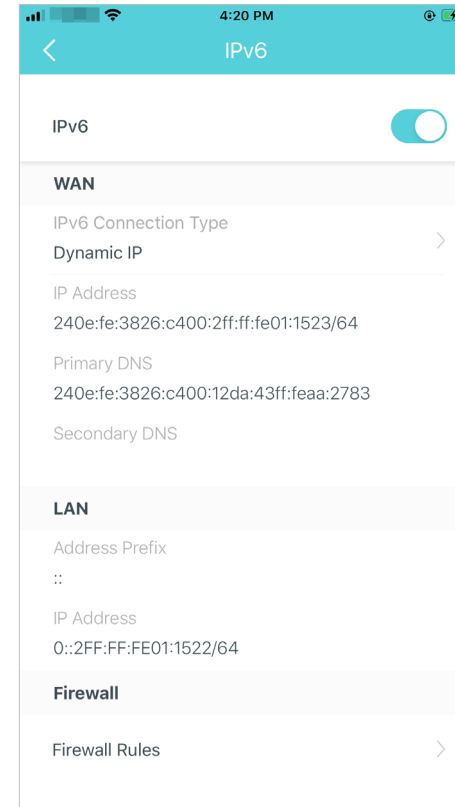 4:20 PM
IPv6
IPv6
WAN
IPv6 Connection Type
Dynamic IP
IP Address
240e:fe:3826:c400:2ff:ff:fe01:1523/64
Primary DNS
240e:fe:3826:c400:12da:43ff:feaa:2783
Secondary DNS
LAN
Address Prefix
::
IP Address
0::2FF:FF:FE01:1522/64
Firewall
Firewall Rules